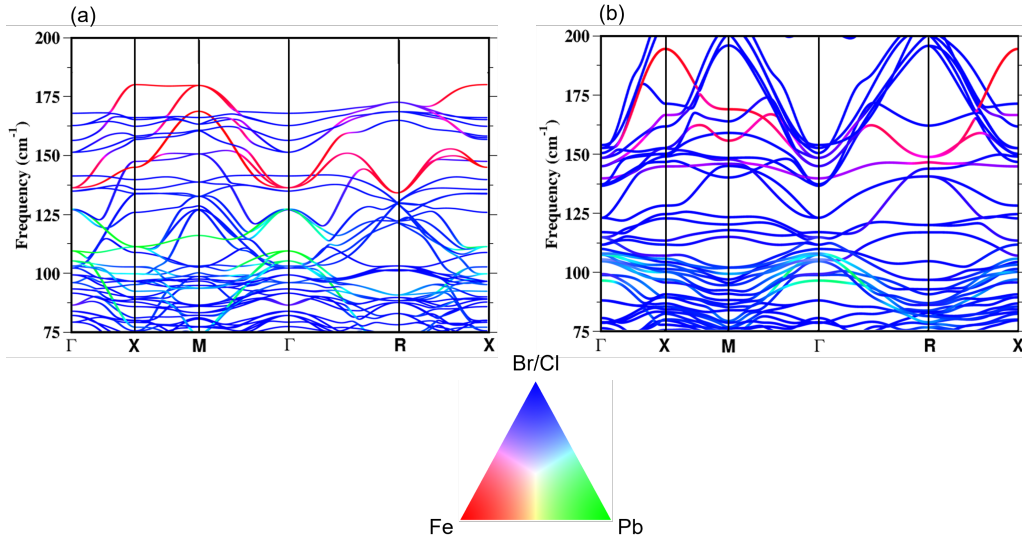 (a)
(b)
200
175
150
125
100
75
Frequency (cm⁻¹)
Γ X M Γ R X
200
175
150
125
100
75
Frequency (cm⁻¹)
Γ X M Γ R X
Br/Cl
Fe
Pb